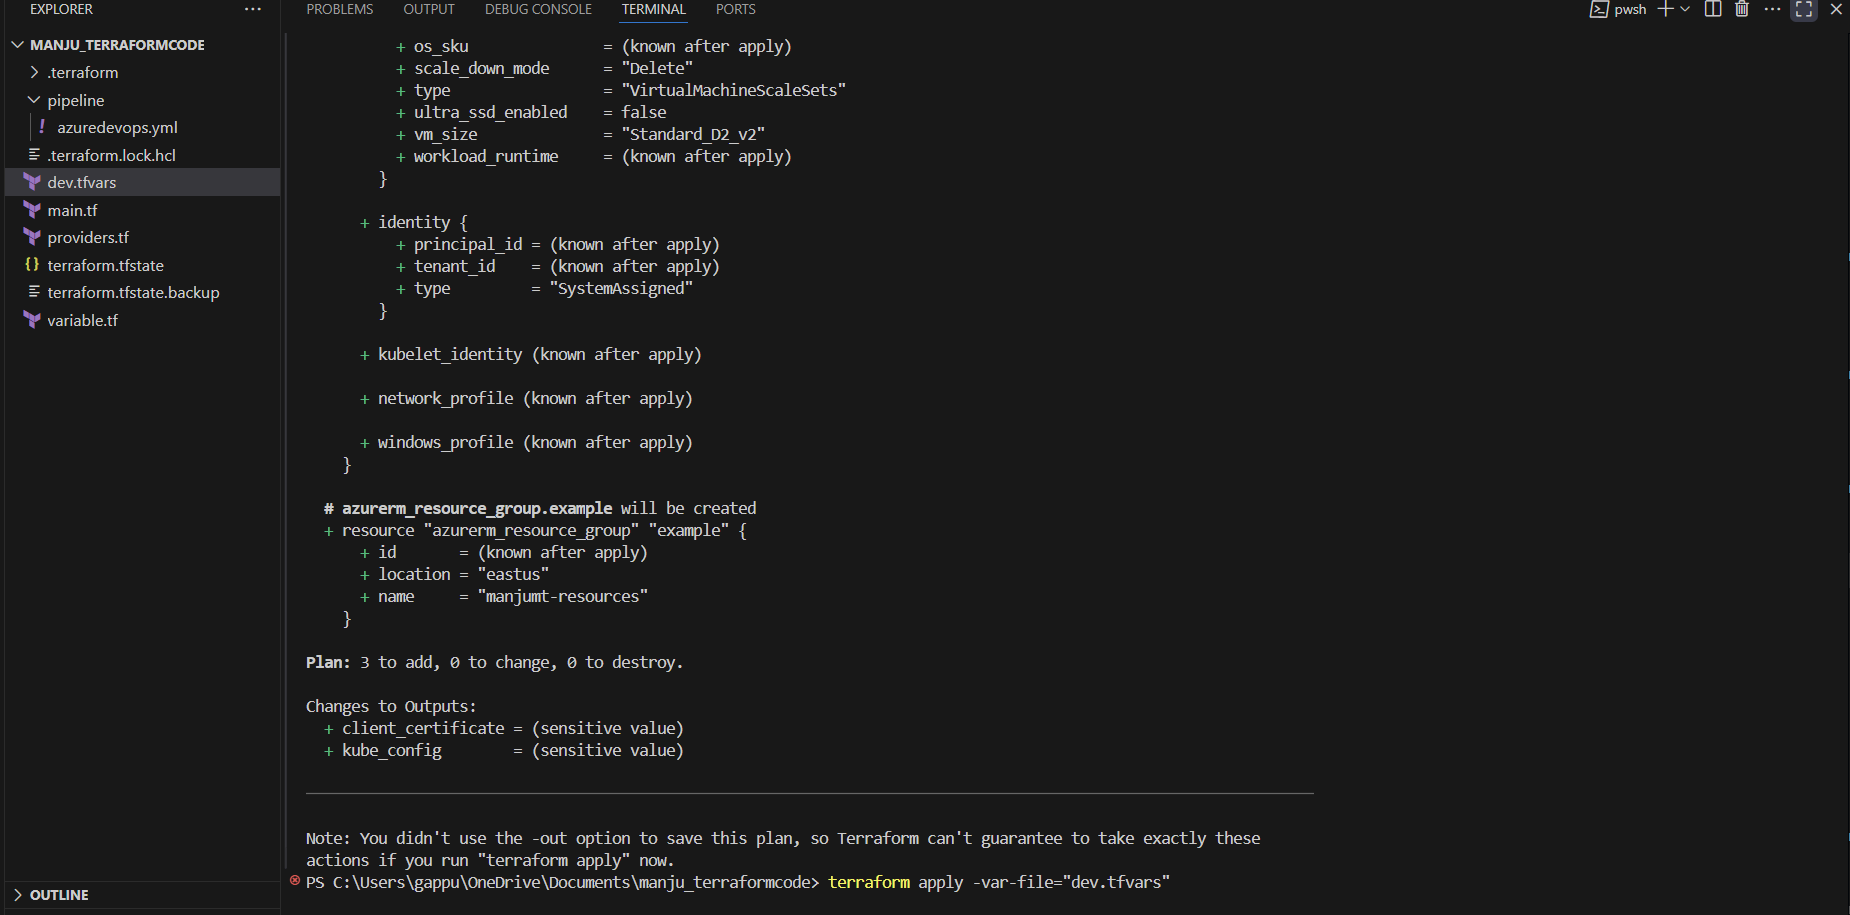 EXPLORER
MANJU_TERRAFORMCODE
.terraform
pipeline
! azuredevops.yml
.terraform.lock.hcl
dev.tfvars
main.tf
providers.tf
{} terraform.tfstate
terraform.tfstate.backup
variable.tf
OUTLINE
PROBLEMS OUTPUT DEBUG CONSOLE TERMINAL PORTS
pwsh
+ os_sku = (known after apply)
+ scale_down_mode = "Delete"
+ type = "VirtualMachineScaleSets"
+ ultra_ssd_enabled = false
+ vm_size = "Standard_D2_v2"
+ workload_runtime = (known after apply)
}
+ identity {
+ principal_id = (known after apply)
+ tenant_id = (known after apply)
+ type = "SystemAssigned"
}
+ kubelet_identity (known after apply)
+ network_profile (known after apply)
+ windows_profile (known after apply)
}
# azurerm_resource_group.example will be created
+ resource "azurerm_resource_group" "example" {
+ id = (known after apply)
+ location = "eastus"
+ name = "manjumt-resources"
}
Plan: 3 to add, 0 to change, 0 to destroy.
Changes to Outputs:
+ client_certificate = (sensitive value)
+ kube_config = (sensitive value)
Note: You didn't use the -out option to save this plan, so Terraform can't guarantee to take exactly these
actions if you run "terraform apply" now.
PS C:\Users\gappu\OneDrive\Documents\manju_terraformcode> terraform apply -var-file="dev.tfvars"